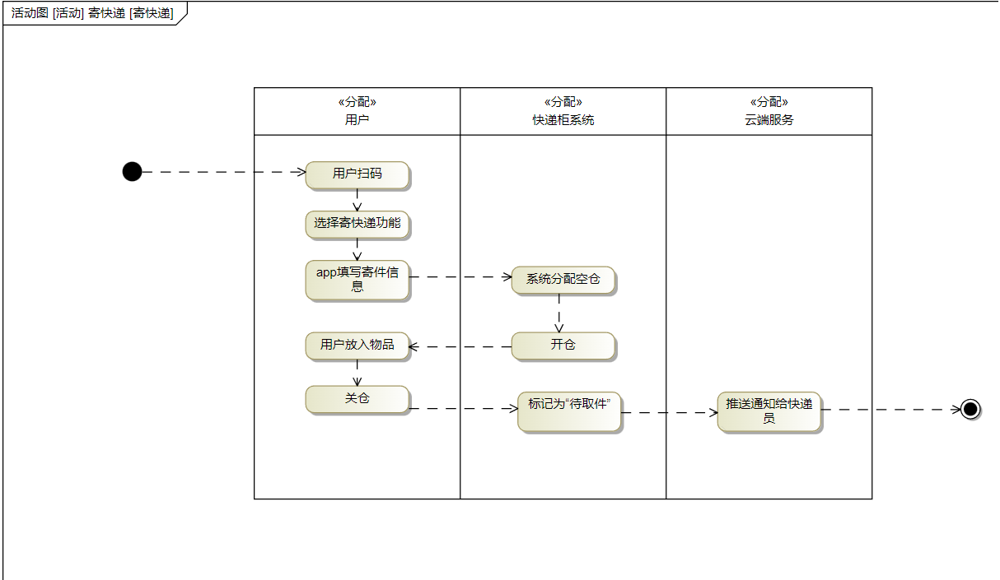 活动图 [活动] 寄快递 [寄快递]
«分配»
用户
«分配»
快递柜系统
«分配»
云端服务
用户扫码
选择寄快递功能
app填写寄件信
息
系统分配空仓
用户放入物品
开仓
关仓
标记为“待取件”
推送通知给快递
员